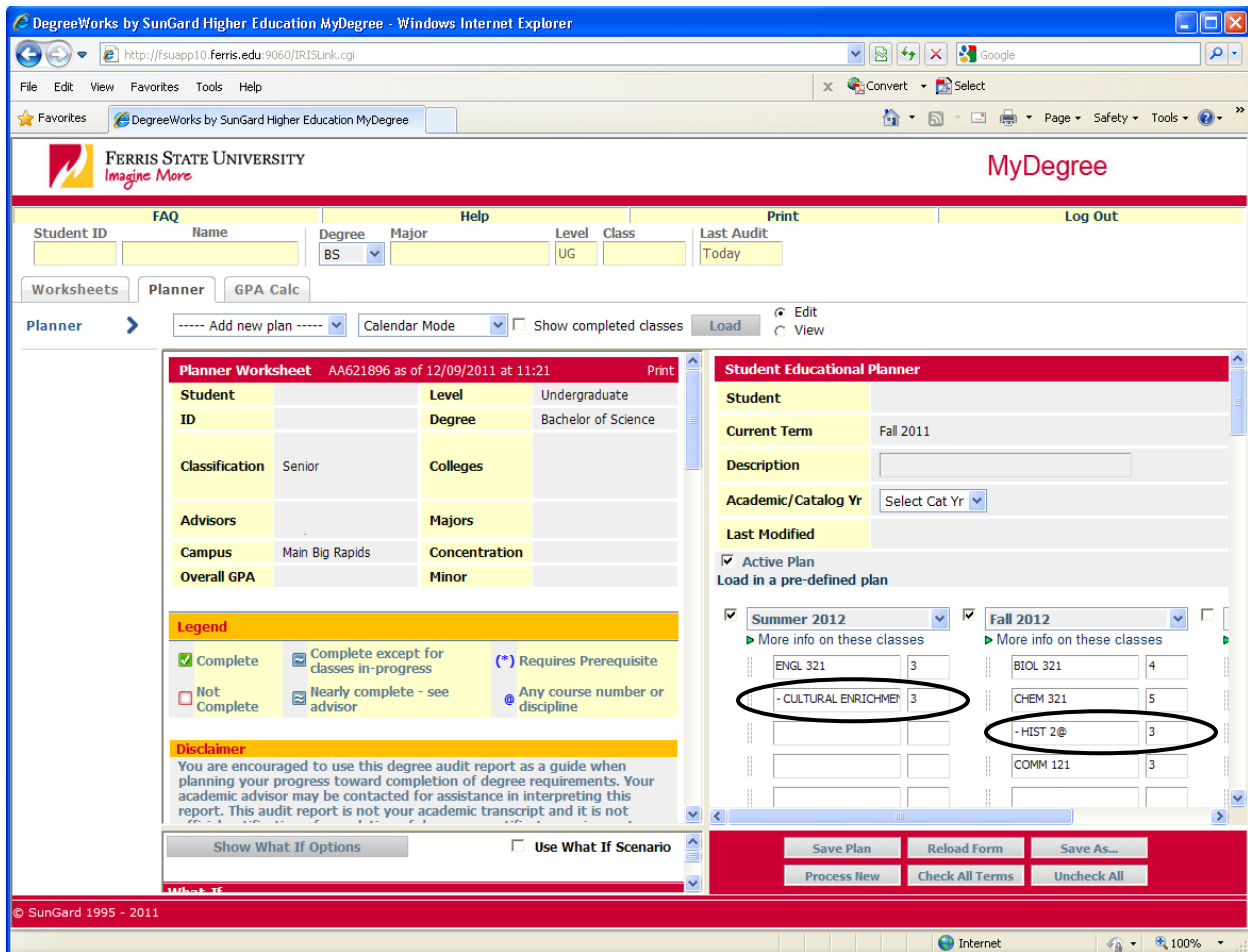 DegreeWorks by SunGard Higher Education MyDegree - Windows Internet Explorer
http://fsuapp10.ferris.edu:9060/IRISLink.cgi
Google
File Edit View Favorites Tools Help
x Convert Select
Favorites
DegreeWorks by SunGard Higher Education MyDegree
Page Safety Tools
FERRIS STATE UNIVERSITY
Imagine More
MyDegree
FAQ Help Print Log Out
Student ID Name Degree Major Level Class Last Audit
BS UG Today
Worksheets Planner GPA Calc
Planner
----- Add new plan -----
Calendar Mode
Show completed classes
Load
Edit
View
Planner Worksheet AA621896 as of 12/09/2011 at 11:21 Print
Student Level Undergraduate
ID Degree Bachelor of Science
Classification Senior Colleges
Advisors Majors
Campus Main Big Rapids Concentration
Overall GPA Minor
Legend
Complete
Complete except for classes in-progress
(*) Requires Prerequisite
Not Complete
Nearly complete - see advisor
@ Any course number or discipline
Disclaimer
You are encouraged to use this degree audit report as a guide when
planning your progress toward completion of degree requirements. Your
academic advisor may be contacted for assistance in interpreting this
report. This audit report is not your academic transcript and it is not
Show What If Options
Use What If Scenario
What If
Student Educational Planner
Student
Current Term Fall 2011
Description
Academic/Catalog Yr Select Cat Yr
Last Modified
Active Plan
Load in a pre-defined plan
Summer 2012 Fall 2012
More info on these classes More info on these classes
ENGL 321 3 BIOL 321 4
- CULTURAL ENRICHMEN 3 CHEM 321 5
- HIST 2@ 3
COMM 121 3
Save Plan Reload Form Save As...
Process New Check All Terms Uncheck All
© SunGard 1995 - 2011
Internet 100%